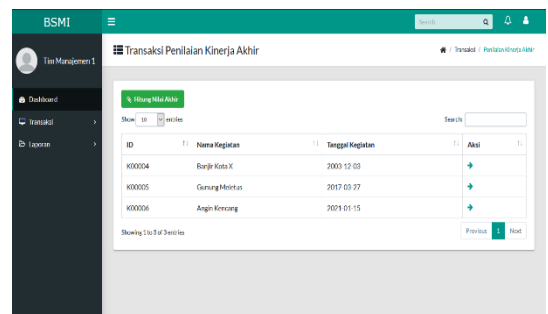 BSMI
Search
Tim Manajemen 1
Transaksi Penilaian Kinerja Akhir
/ Transaksi / Penilaian Kinerja Akhir
Dashboard
Transaksi
Laporan
Hitung Nilai Akhir
Show 10 entries
Search:
ID Nama Kegiatan Tanggal Kegiatan Aksi
K00004 Banjir Kota X 2003-12-03
K00005 Gunung Meletus 2017-03-27
K00006 Angin Kencang 2021-01-15
Showing 1 to 3 of 3 entries
Previous 1 Next